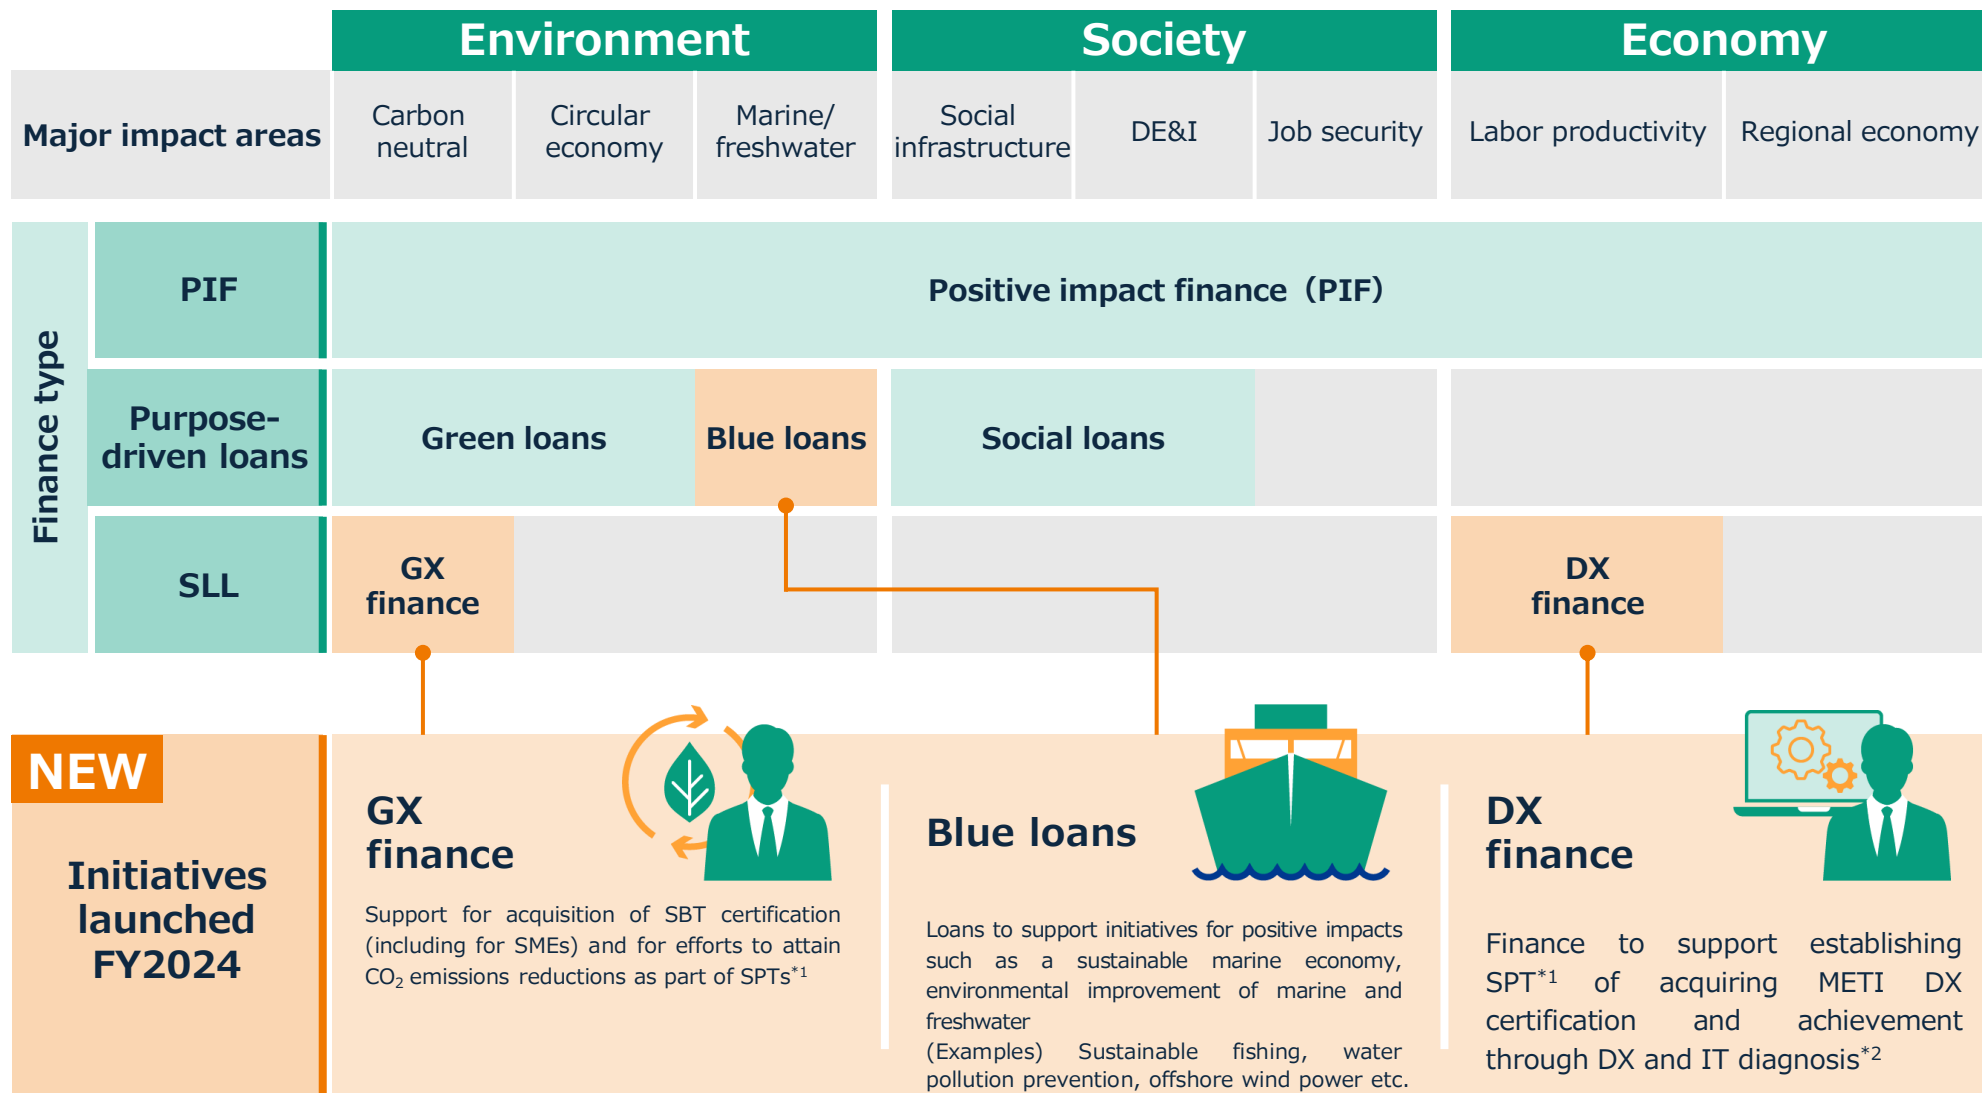 Environment
Society
Economy
Major impact areas
Carbon
neutral
Circular
economy
Marine/
freshwater
Social
infrastructure
DE&I
Job security
Labor productivity
Regional economy
Finance type
PIF
Positive impact finance（PIF）
Purpose-
driven loans
Green loans
Blue loans
Social loans
SLL
GX
finance
DX
finance
NEW
Initiatives
launched
FY2024
GX
finance
Support for acquisition of SBT certification
(including for SMEs) and for efforts to attain
CO2 emissions reductions as part of SPTs*1
Blue loans
Loans to support initiatives for positive impacts
such as a sustainable marine economy,
environmental improvement of marine and
freshwater
(Examples) Sustainable fishing, water
pollution prevention, offshore wind power etc.
DX
finance
Finance to support establishing
SPT*1 of acquiring METI DX
certification and achievement
through DX and IT diagnosis*2